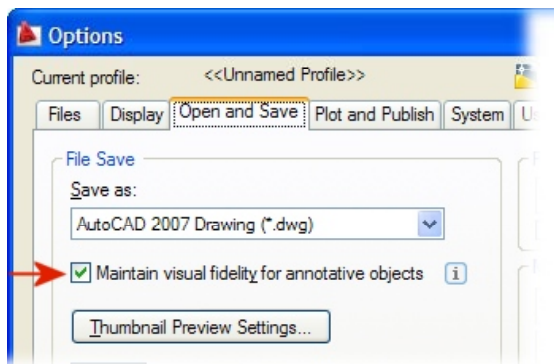 Options
Current profile: <<Unnamed Profile>>
Files Display Open and Save Plot and Publish System
File Save
Save as:
AutoCAD 2007 Drawing (*.dwg)
Maintain visual fidelity for annotative objects i
Thumbnail Preview Settings...